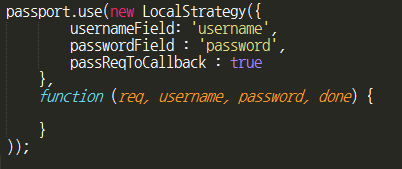 passport.use(new LocalStrategy({
        usernameField: 'username',
        passwordField : 'password',
        passReqToCallback : true
    },
    function (req, username, password, done) {

    }
));